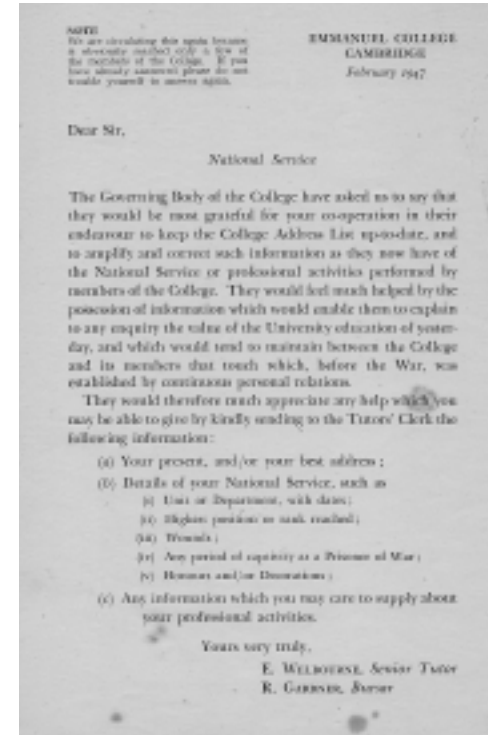 NOTE
We are circulating this again because
it obviously reached only a few of
the members of the College. If you
have already answered please do not
trouble yourself to answer again.
EMMANUEL COLLEGE
CAMBRIDGE
February 1947
Dear Sir,
National Service
The Governing Body of the College have asked us to say that
they would be most grateful for your co-operation in their
endeavour to keep the College Address List up-to-date, and
to amplify and correct such information as they now have of
the National Service or professional activities performed by
members of the College. They would feel much helped by the
possession of information which would enable them to explain
to any enquiry the value of the University education of yester-
day, and which would tend to maintain between the College
and its members that touch which, before the War, was
established by continuous personal relations.
They would therefore much appreciate any help which you
may be able to give by kindly sending to the Tutors' Clerk the
following information:
(a) Your present, and/or your best address;
(b) Details of your National Service, such as
(i) Unit or Department, with dates;
(ii) Highest position or rank reached;
(iii) Wounds;
(iv) Any period of captivity as a Prisoner of War;
(v) Honours and/or Decorations;
(c) Any information which you may care to supply about
your professional activities.
Yours very truly,
E. WELBOURNE, Senior Tutor
R. GARDNER, Bursar